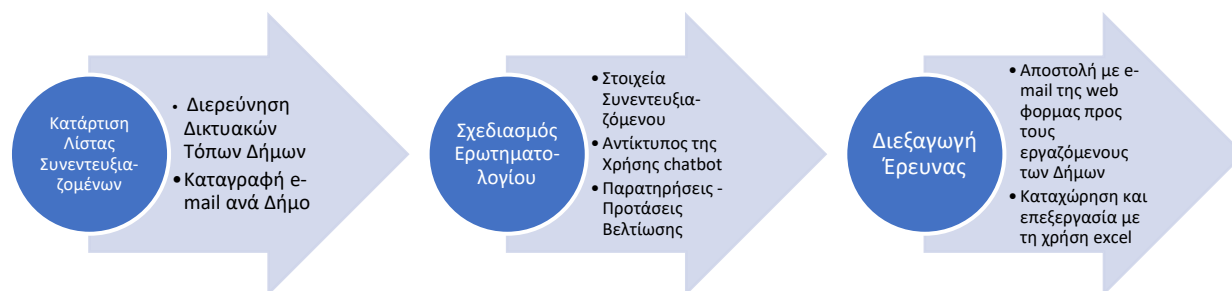 Κατάρτιση
Λίστας
Συνεντευξια-
ζομένων
• Διερεύνηση
Δικτυακών
Τόπων Δήμων
• Καταγραφή e-
mail ανά Δήμο
Σχεδιασμός
Ερωτηματο-
λογίου
• Στοιχεία
Συνεντευξια-
ζόμενου
• Αντίκτυπος της
Χρήσης chatbot
• Παρατηρήσεις -
Προτάσεις
Βελτίωσης
Διεξαγωγή
Έρευνας
• Αποστολή με e-
mail της web
φορμας προς
τους
εργαζόμενους
των Δήμων
• Καταχώρηση και
επεξεργασία με
τη χρήση excel